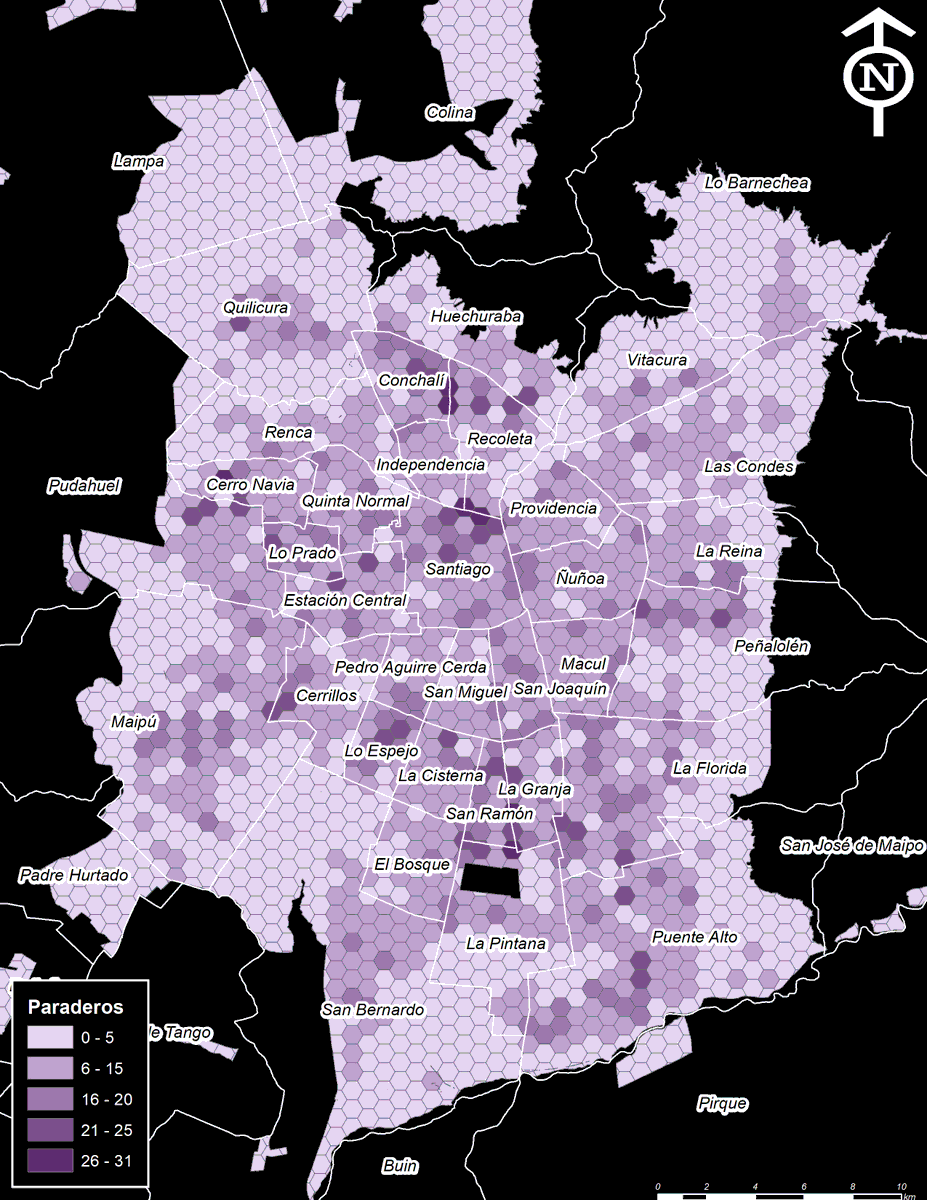 N
Colina
Lampa
Lo Barnechea
Quilicura
Huechuraba
Vitacura
Conchalí
Renca
Recoleta
Independencia
Las Condes
Pudahuel
Cerro Navia
Quinta Normal
Providencia
Lo Prado
Santiago
Ñuñoa
La Reina
Estación Central
Peñalolén
Pedro Aguirre Cerda
Macul
Cerrillos
San Miguel
San Joaquín
Maipú
Lo Espejo
La Cisterna
La Florida
La Granja
San Ramón
San José de Maipo
El Bosque
Padre Hurtado
La Pintana
Puente Alto
San Bernardo
de Tango
Pirque
Buin
Paraderos
0 - 5
6 - 15
16 - 20
21 - 25
26 - 31
0 2 4 6 8 10
km